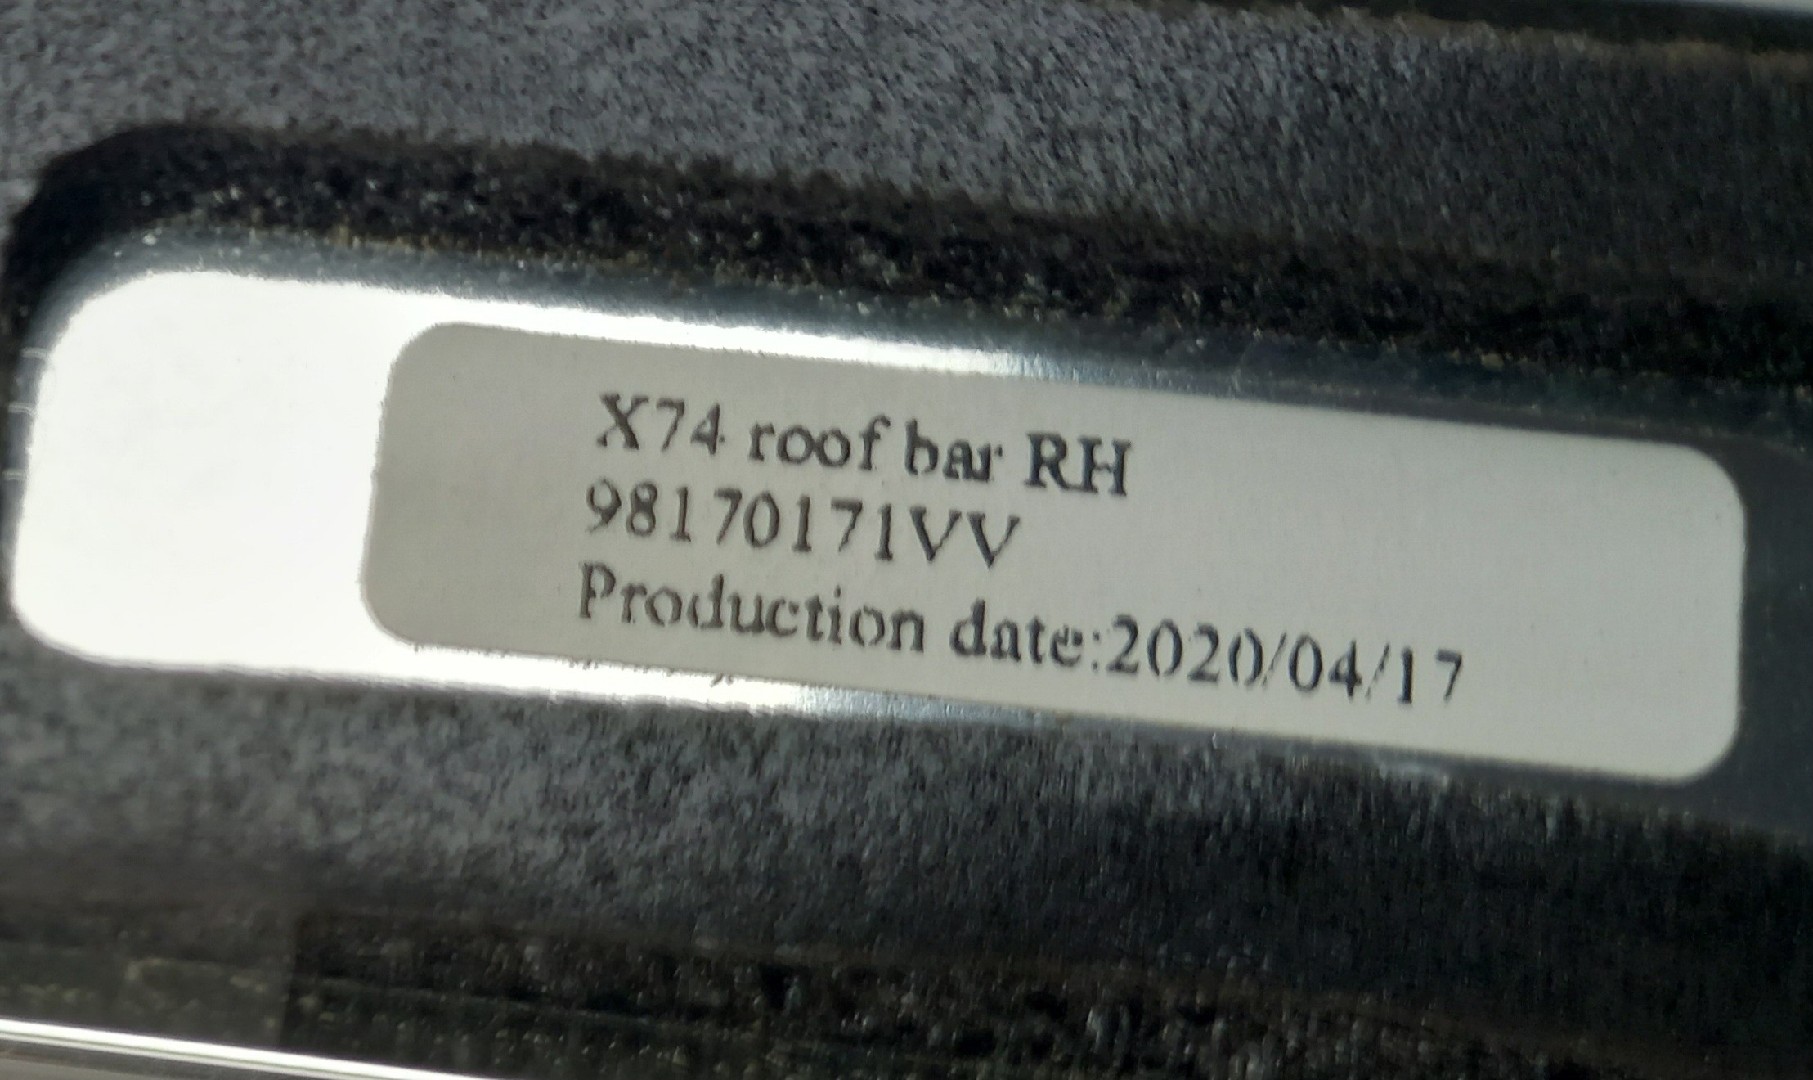 X74 roof bar RH
98170171VV
Production date:2020/04/17